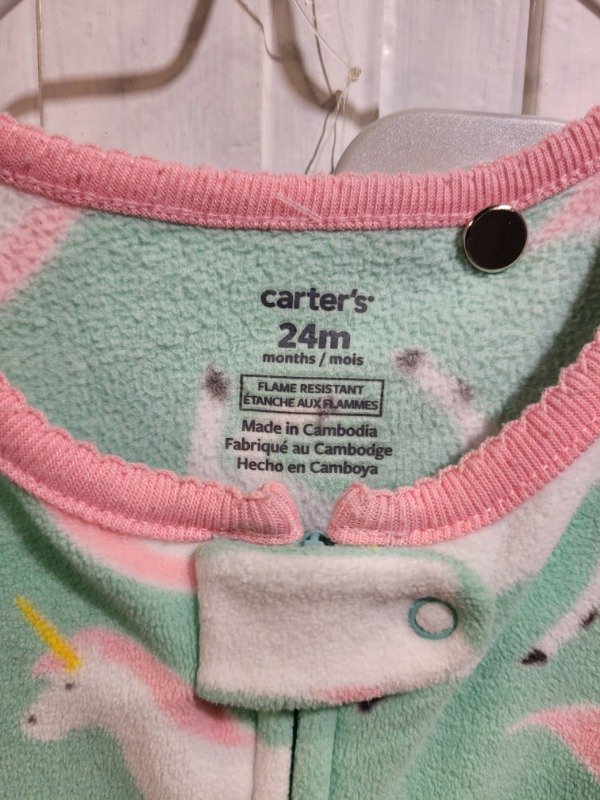 carter's
24m
months / mois
FLAME RESISTANT
ÉTANCHE AUX FLAMMES
Made in Cambodia
Fabriqué au Cambodge
Hecho en Camboya